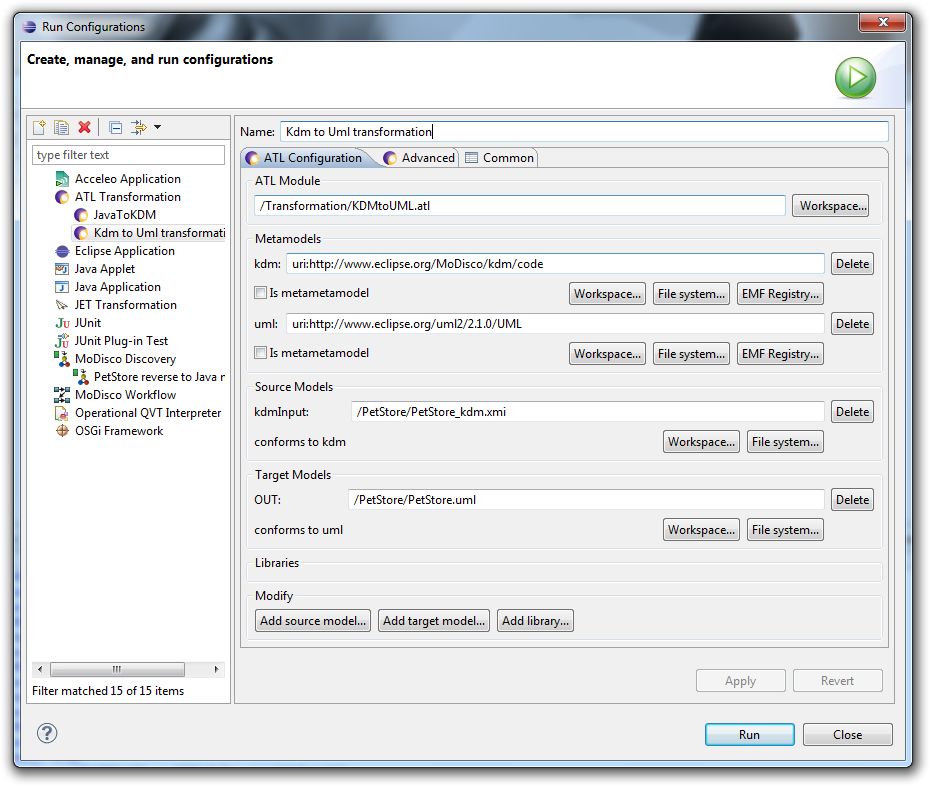 Run Configurations
Create, manage, and run configurations
type filter text
Acceleo Application
ATL Transformation
JavaToKDM
Kdm to Uml transformati
Eclipse Application
Java Applet
Java Application
JET Transformation
JUnit
JUnit Plug-in Test
MoDisco Discovery
PetStore reverse to Java r
MoDisco Workflow
Operational QVT Interpreter
OSGi Framework
Filter matched 15 of 15 items
Name: Kdm to Uml transformation
ATL Configuration Advanced Common
ATL Module
/Transformation/KDMtoUML.atl Workspace...
Metamodels
kdm: uri:http://www.eclipse.org/MoDisco/kdm/code Delete
Is metametamodel Workspace... File system... EMF Registry...
uml: uri:http://www.eclipse.org/uml2/2.1.0/UML Delete
Is metametamodel Workspace... File system... EMF Registry...
Source Models
kdmInput: /PetStore/PetStore_kdm.xmi Delete
conforms to kdm Workspace... File system...
Target Models
OUT: /PetStore/PetStore.uml Delete
conforms to uml Workspace... File system...
Libraries
Modify
Add source model... Add target model... Add library...
Apply Revert
Run Close